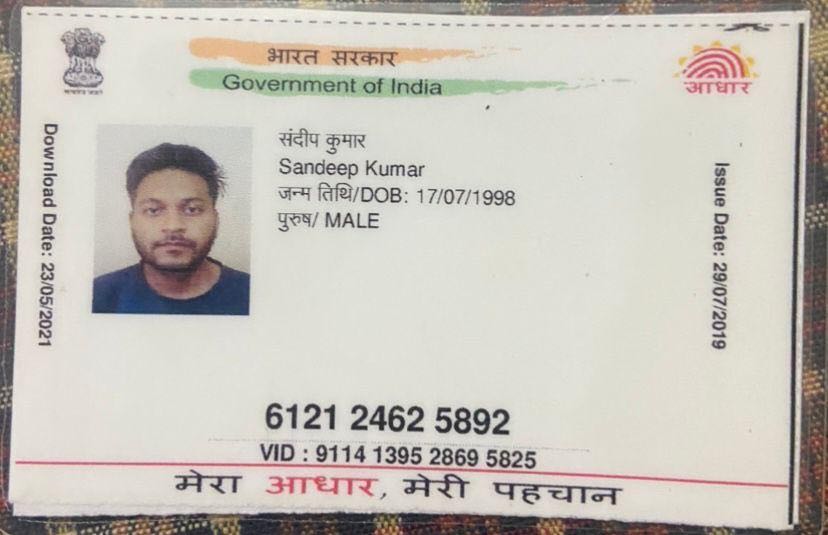 सत्यमेव जयते
भारत सरकार
Government of India
आधार
Download Date: 23/05/2021
संदीप कुमार
Sandeep Kumar
जन्म तिथि/DOB: 17/07/1998
पुरुष/ MALE
Issue Date: 29/07/2019
6121 2462 5892
VID : 9114 1395 2869 5825
मेरा आधार, मेरी पहचान